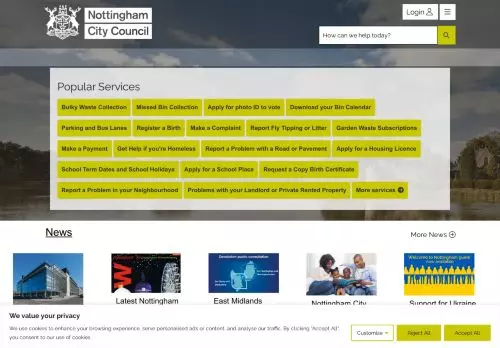 Nottingham
City Council
Login
How can we help today?
Popular Services
Bulky Waste Collection
Missed Bin Collection
Apply for photo ID to vote
Download your Bin Calendar
Parking and Bus Lanes
Register a Birth
Make a Complaint
Report Fly Tipping or Litter
Garden Waste Subscriptions
Make a Payment
Get Help if you're Homeless
Report a Problem with a Road or Pavement
Apply for a Housing Licence
School Term Dates and School Holidays
Apply for a School Place
Request a Copy Birth Certificate
Report a Problem in your Neighbourhood
Problems with your Landlord or Private Rented Property
More services
News
More News
Devolution public consultation
Welcome to Nottingham guide
now available
Latest Nottingham
East Midlands
Nottingham City
Support for Ukraine
We value your privacy
We use cookies to enhance your browsing experience, serve personalised ads or content, and analyse our traffic. By clicking "Accept All",
you consent to our use of cookies.
Customise
Reject All
Accept All